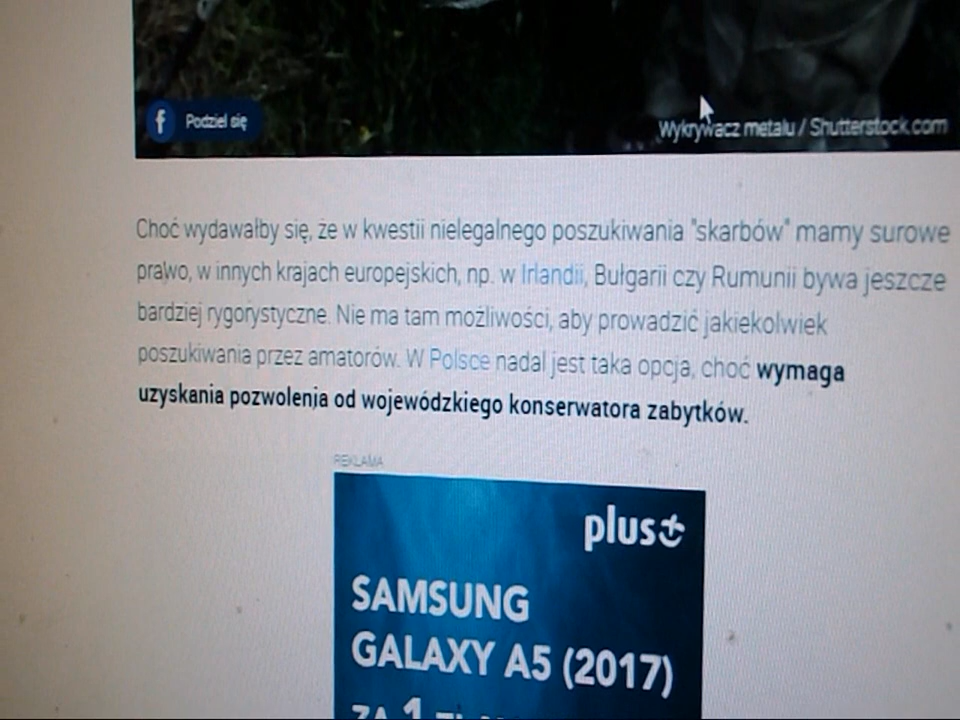 Podziel się
Wykrywacz metalu / Shutterstock.com
Choć wydawałby się, że w kwestii nielegalnego poszukiwania "skarbów" mamy surowe
prawo, w innych krajach europejskich, np. w Irlandii, Bułgarii czy Rumunii bywa jeszcze
bardziej rygorystyczne. Nie ma tam możliwości, aby prowadzić jakiekolwiek
poszukiwania przez amatorów. W Polsce nadal jest taka opcja, choć wymaga
uzyskania pozwolenia od wojewódzkiego konserwatora zabytków.
REKLAMA
plus
SAMSUNG
GALAXY A5 (2017)
ZA 1